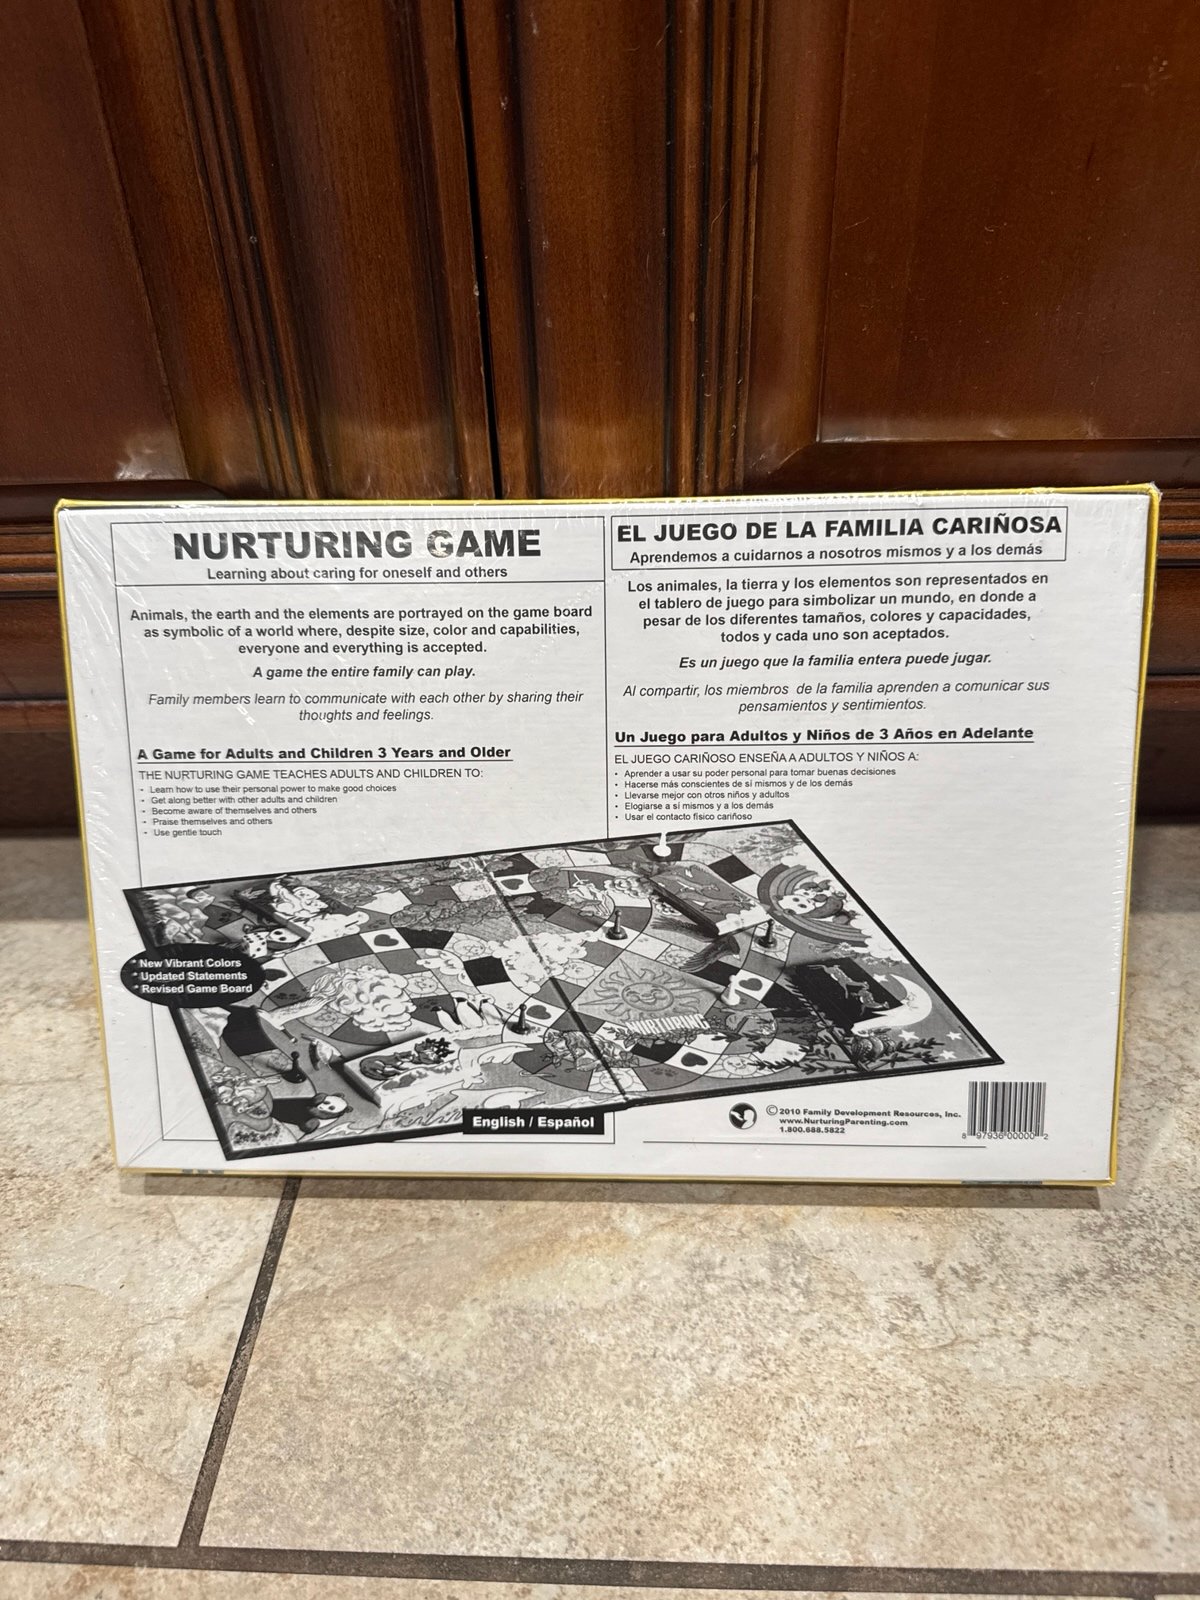 NURTURING GAME
Learning about caring for oneself and others
Animals, the earth and the elements are portrayed on the game board
as symbolic of a world where, despite size, color and capabilities,
everyone and everything is accepted.
A game the entire family can play.
Family members learn to communicate with each other by sharing their
thoughts and feelings.
A Game for Adults and Children 3 Years and Older
THE NURTURING GAME TEACHES ADULTS AND CHILDREN TO:
- Learn how to use their personal power to make good choices
- Get along better with other adults and children
- Become aware of themselves and others
- Praise themselves and others
- Use gentle touch
EL JUEGO DE LA FAMILIA CARIÑOSA
Aprendemos a cuidarnos a nosotros mismos y a los demás
Los animales, la tierra y los elementos son representados en
el tablero de juego para simbolizar un mundo, en donde a
pesar de los diferentes tamaños, colores y capacidades,
todos y cada uno son aceptados.
Es un juego que la familia entera puede jugar.
Al compartir, los miembros de la familia aprenden a comunicar sus
pensamientos y sentimientos.
Un Juego para Adultos y Niños de 3 Años en Adelante
EL JUEGO CARIÑOSO ENSEÑA A ADULTOS Y NIÑOS A:
• Aprender a usar su poder personal para tomar buenas decisiones
• Hacerse más conscientes de sí mismos y de los demás
• Llevarse mejor con otros niños y adultos
• Elogiarse a sí mismos y a los demás
• Usar el contacto físico cariñoso
* New Vibrant Colors
* Updated Statements
* Revised Game Board
NURTURING
English / Español
©2010 Family Development Resources, Inc.
www.NurturingParenting.com
1.800.688.5822
8 97936 00000 2